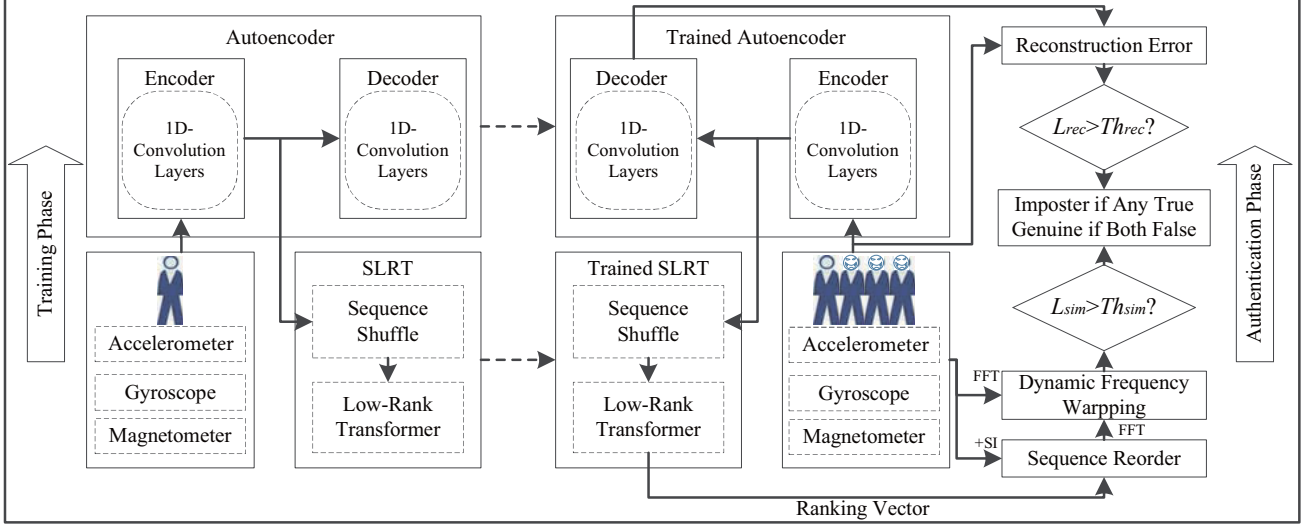 Training Phase
Autoencoder
Encoder
1D-
Convolution
Layers
Decoder
1D-
Convolution
Layers
Accelerometer
Gyroscope
Magnetometer
SLRT
Sequence
Shuffle
Low-Rank
Transformer
Trained Autoencoder
Decoder
1D-
Convolution
Layers
Encoder
1D-
Convolution
Layers
Trained SLRT
Sequence
Shuffle
Low-Rank
Transformer
Accelerometer
Gyroscope
Magnetometer
Reconstruction Error
Lrec>Threc?
Imposter if Any True
Genuine if Both False
Lsim>Thsim?
FFT
Dynamic Frequency
Warpping
FFT
+SI
Sequence Reorder
Ranking Vector
Authentication Phase